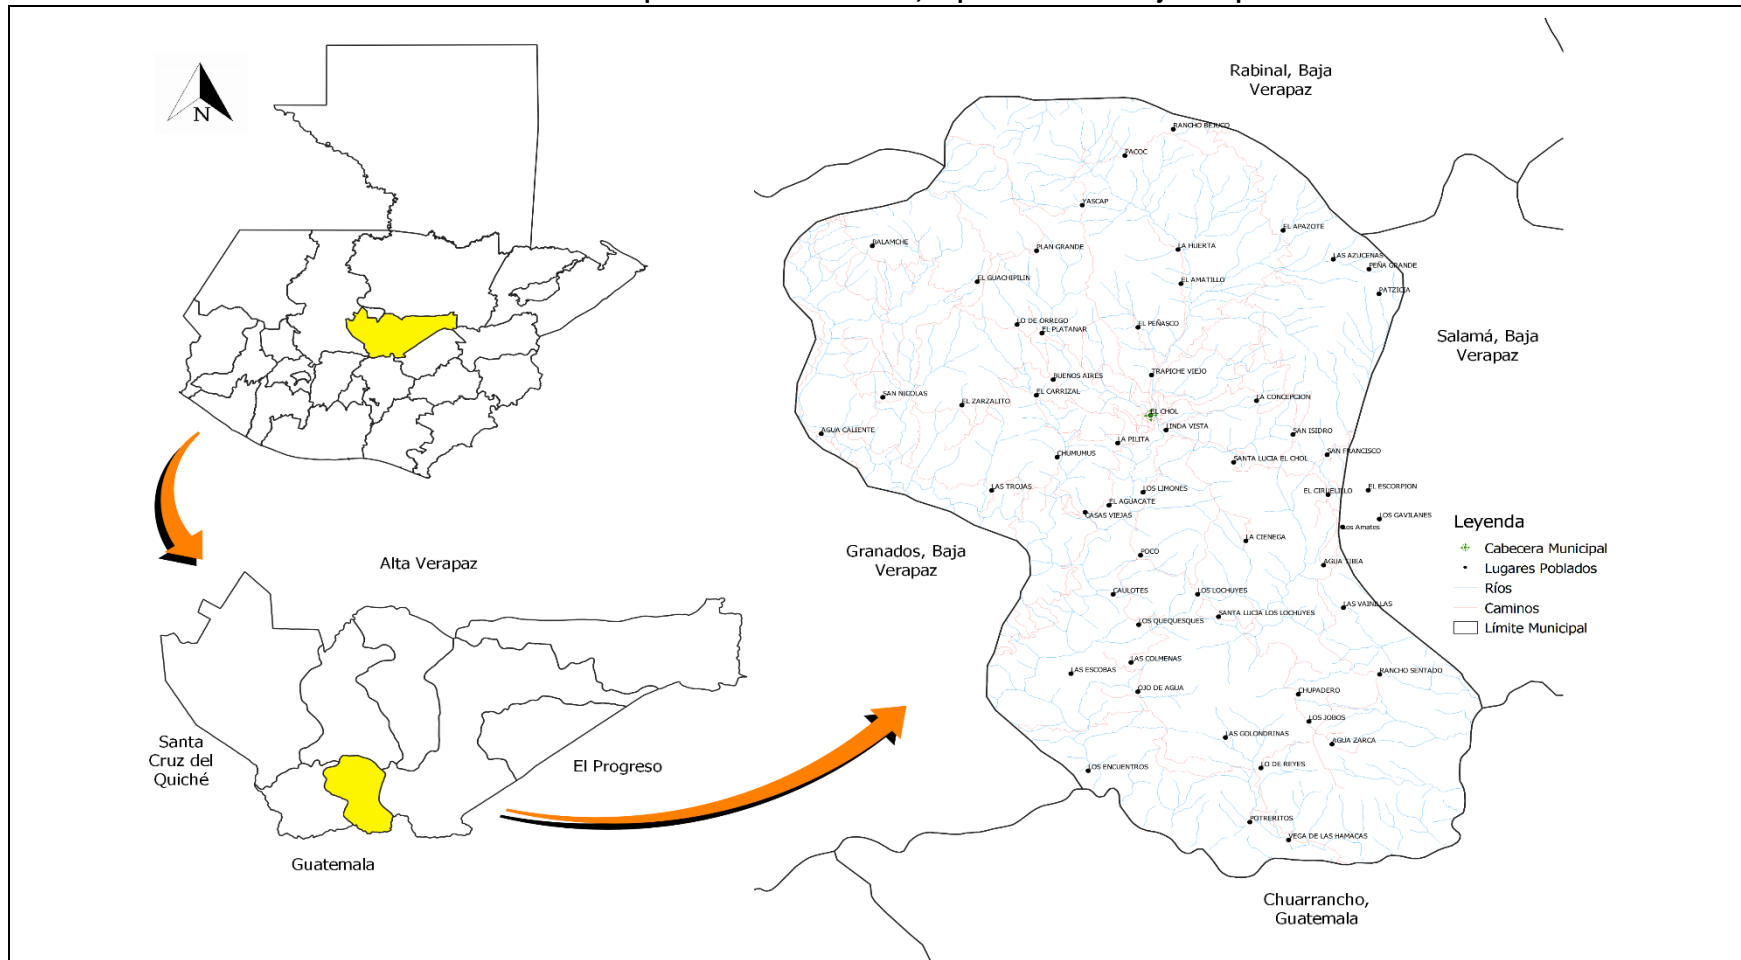 N
Alta Verapaz
Santa
Cruz del
Quiché
El Progreso
Guatemala
Rabinal, Baja
Verapaz
RANCHO BEJUCO
PACOC
YASCAP
EL APAZOTE
BALAMCHE
PLAN GRANDE
LA HUERTA
LAS AZUCENAS
PEÑA GRANDE
EL GUACHIPILIN
EL AMATILLO
PATZICIA
LO DE ORREGO
EL PLATANAR
EL PEÑASCO
Salamá, Baja
Verapaz
BUENOS AIRES
TRAPICHE VIEJO
SAN NICOLAS
EL CARRIZAL
EL ZARZALITO
LA CONCEPCION
EL CHOL
AGUA CALIENTE
LINDA VISTA
SAN ISIDRO
LA PILITA
CHUMUMUS
SAN FRANCISCO
SANTA LUCIA EL CHOL
LAS TROJAS
LOS LIMONES
EL CIRUELILLO
EL ESCORPION
EL AGUACATE
CASAS VIEJAS
LOS GAVILANES
Los Amates
LA CIENEGA
Granados, Baja
Verapaz
POCO
AGUA TIBIA
CAULOTES
LOS LOCHUYES
LAS VAINILLAS
SANTA LUCIA LOS LOCHUYES
LOS QUEQUESQUES
LAS COLMENAS
LAS ESCOBAS
RANCHO SENTADO
OJO DE AGUA
CHUPADERO
LOS JOBOS
LAS GOLONDRINAS
AGUA ZARCA
LOS ENCUENTROS
LO DE REYES
POTRERITOS
VEGA DE LAS HAMACAS
Chuarrancho,
Guatemala
Leyenda
Cabecera Municipal
Lugares Poblados
Ríos
Caminos
Límite Municipal